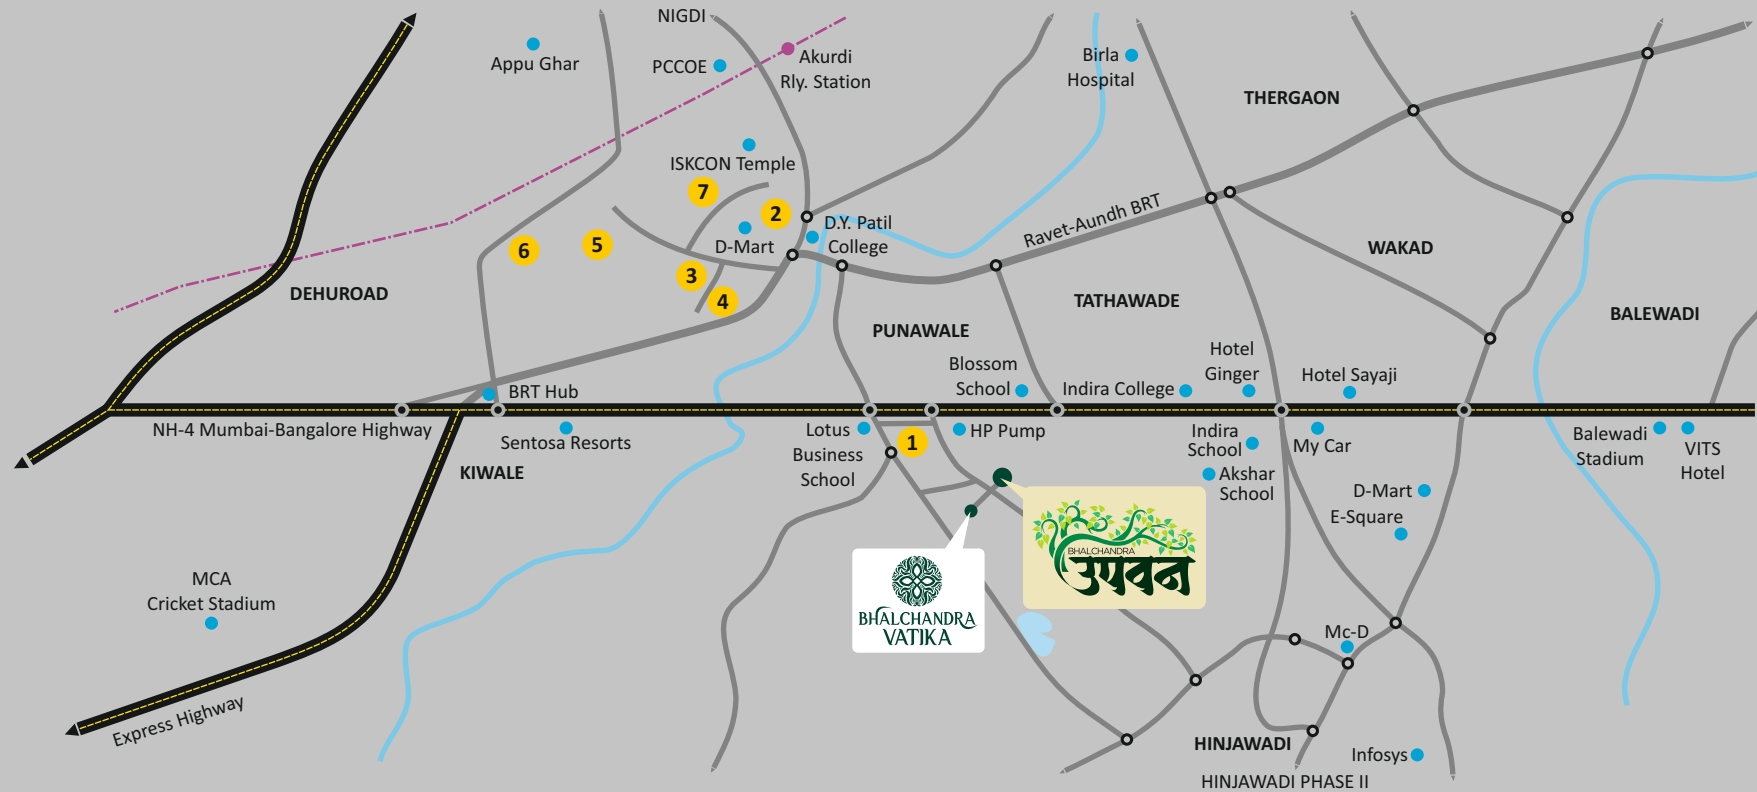 NIGDI
Appu Ghar
PCCOE
Akurdi
Rly. Station
Birla
Hospital
THERGAON
ISKCON Temple
7
2
D-Mart
D.Y. Patil
College
Ravet-Aundh BRT
6
5
3
4
WAKAD
DEHUROAD
TATHAWADE
PUNAWALE
BALEWADI
Blossom
School
Indira College
Hotel
Ginger
Hotel Sayaji
BRT Hub
NH-4 Mumbai-Bangalore Highway
Sentosa Resorts
Lotus
Business
School
1
HP Pump
Indira
School
My Car
Balewadi
Stadium
VITS
Hotel
KIWALE
Akshar
School
D-Mart
E-Square
BHALCHANDRA
उपवन
BHALCHANDRA
VATIKA
MCA
Cricket Stadium
Mc-D
Express Highway
HINJAWADI
Infosys
HINJAWADI PHASE II